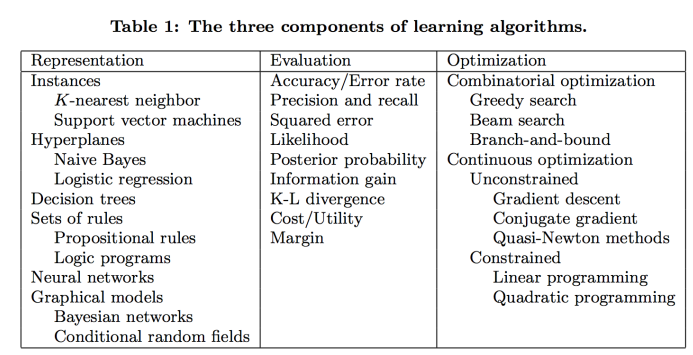 Table 1: The three components of learning algorithms.
Representation Evaluation Optimization
Instances Accuracy/Error rate Combinatorial optimization
K-nearest neighbor Precision and recall Greedy search
Support vector machines Squared error Beam search
Hyperplanes Likelihood Branch-and-bound
Naive Bayes Posterior probability Continuous optimization
Logistic regression Information gain Unconstrained
Decision trees K-L divergence Gradient descent
Sets of rules Cost/Utility Conjugate gradient
Propositional rules Margin Quasi-Newton methods
Logic programs Constrained
Neural networks Linear programming
Graphical models Quadratic programming
Bayesian networks
Conditional random fields